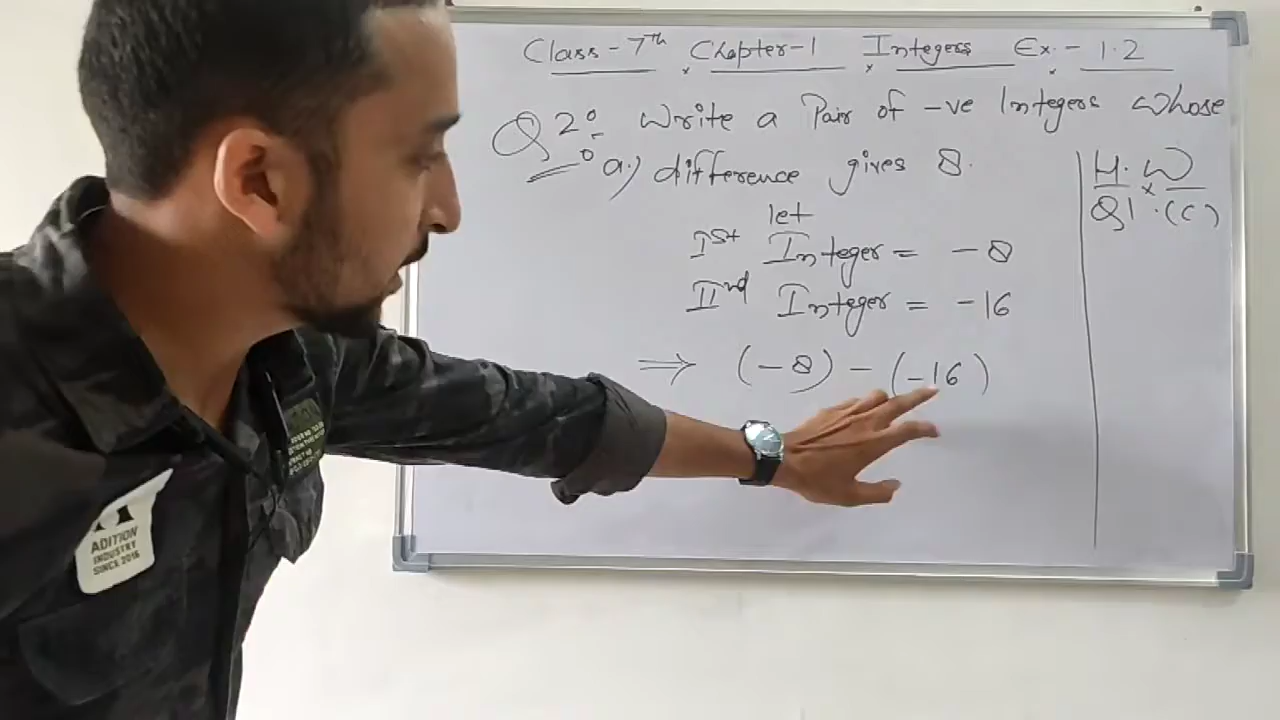 Class-7th Chapter-1 Integers Ex.-1.2
Q2: Write a Pair of -ve Integers whose
a.) difference gives 8.
let
Ist Integer = -8
IInd Integer = -16
⇒ (-8) - (-16)
H.W
Q1.(c)
ADITION
INDUSTRY
SINCE 2016